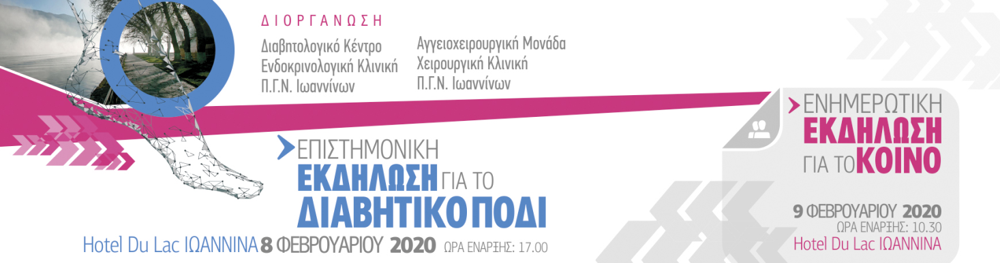 ΔΙΟΡΓΑΝΩΣΗ
Διαβητολογικό Κέντρο
Ενδοκρινολογική Κλινική
Π.Γ.Ν. Ιωαννίνων
Αγγειοχειρουργική Μονάδα
Χειρουργική Κλινική
Π.Γ.Ν. Ιωαννίνων
ΕΠΙΣΤΗΜΟΝΙΚΗ
ΕΚΔΗΛΩΣΗ ΓΙΑ ΤΟ
ΔΙΑΒΗΤΙΚΟ ΠΟΔΙ
Hotel Du Lac ΙΩΑΝΝΙΝΑ 8 ΦΕΒΡΟΥΑΡΙΟΥ 2020 ΩΡΑ ΕΝΑΡΞΗΣ: 17.00
ΕΝΗΜΕΡΩΤΙΚΗ
ΕΚΔΗΛΩΣΗ
ΓΙΑ ΤΟ ΚΟΙΝΟ
9 ΦΕΒΡΟΥΑΡΙΟΥ 2020
ΩΡΑ ΕΝΑΡΞΗΣ: 10.30
Hotel Du Lac ΙΩΑΝΝΙΝΑ